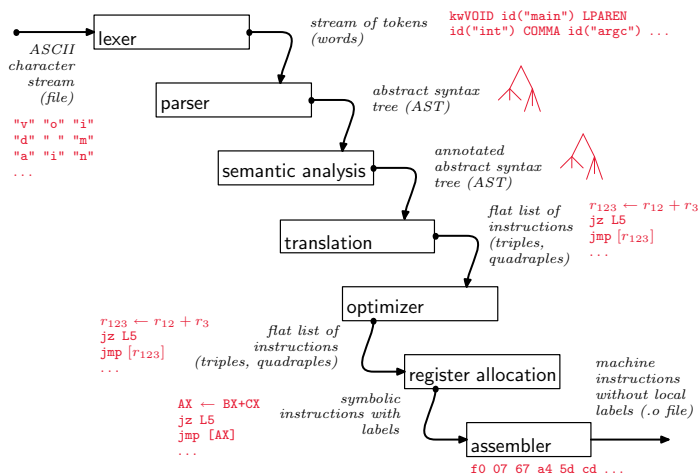 lexer
ASCII
character
stream
(file)
"v" "o" "i"
"d" " " "m"
"a" "i" "n"
...
stream of tokens
(words)
kwVOID id("main") LPAREN
id("int") COMMA id("argc") ...
parser
abstract syntax
tree (AST)
semantic analysis
annotated
abstract syntax
tree (AST)
translation
flat list of
instructions
(triples,
quadraples)
r₁₂₃ ← r₁₂ + r₃
jz L5
jmp [r₁₂₃]
...
optimizer
r₁₂₃ ← r₁₂ + r₃
jz L5
jmp [r₁₂₃]
...
flat list of
instructions
(triples, quadraples)
register allocation
AX ← BX+CX
jz L5
jmp [AX]
...
symbolic
instructions with
labels
assembler
machine
instructions
without local
labels (.o file)
f0 07 67 a4 5d cd ...